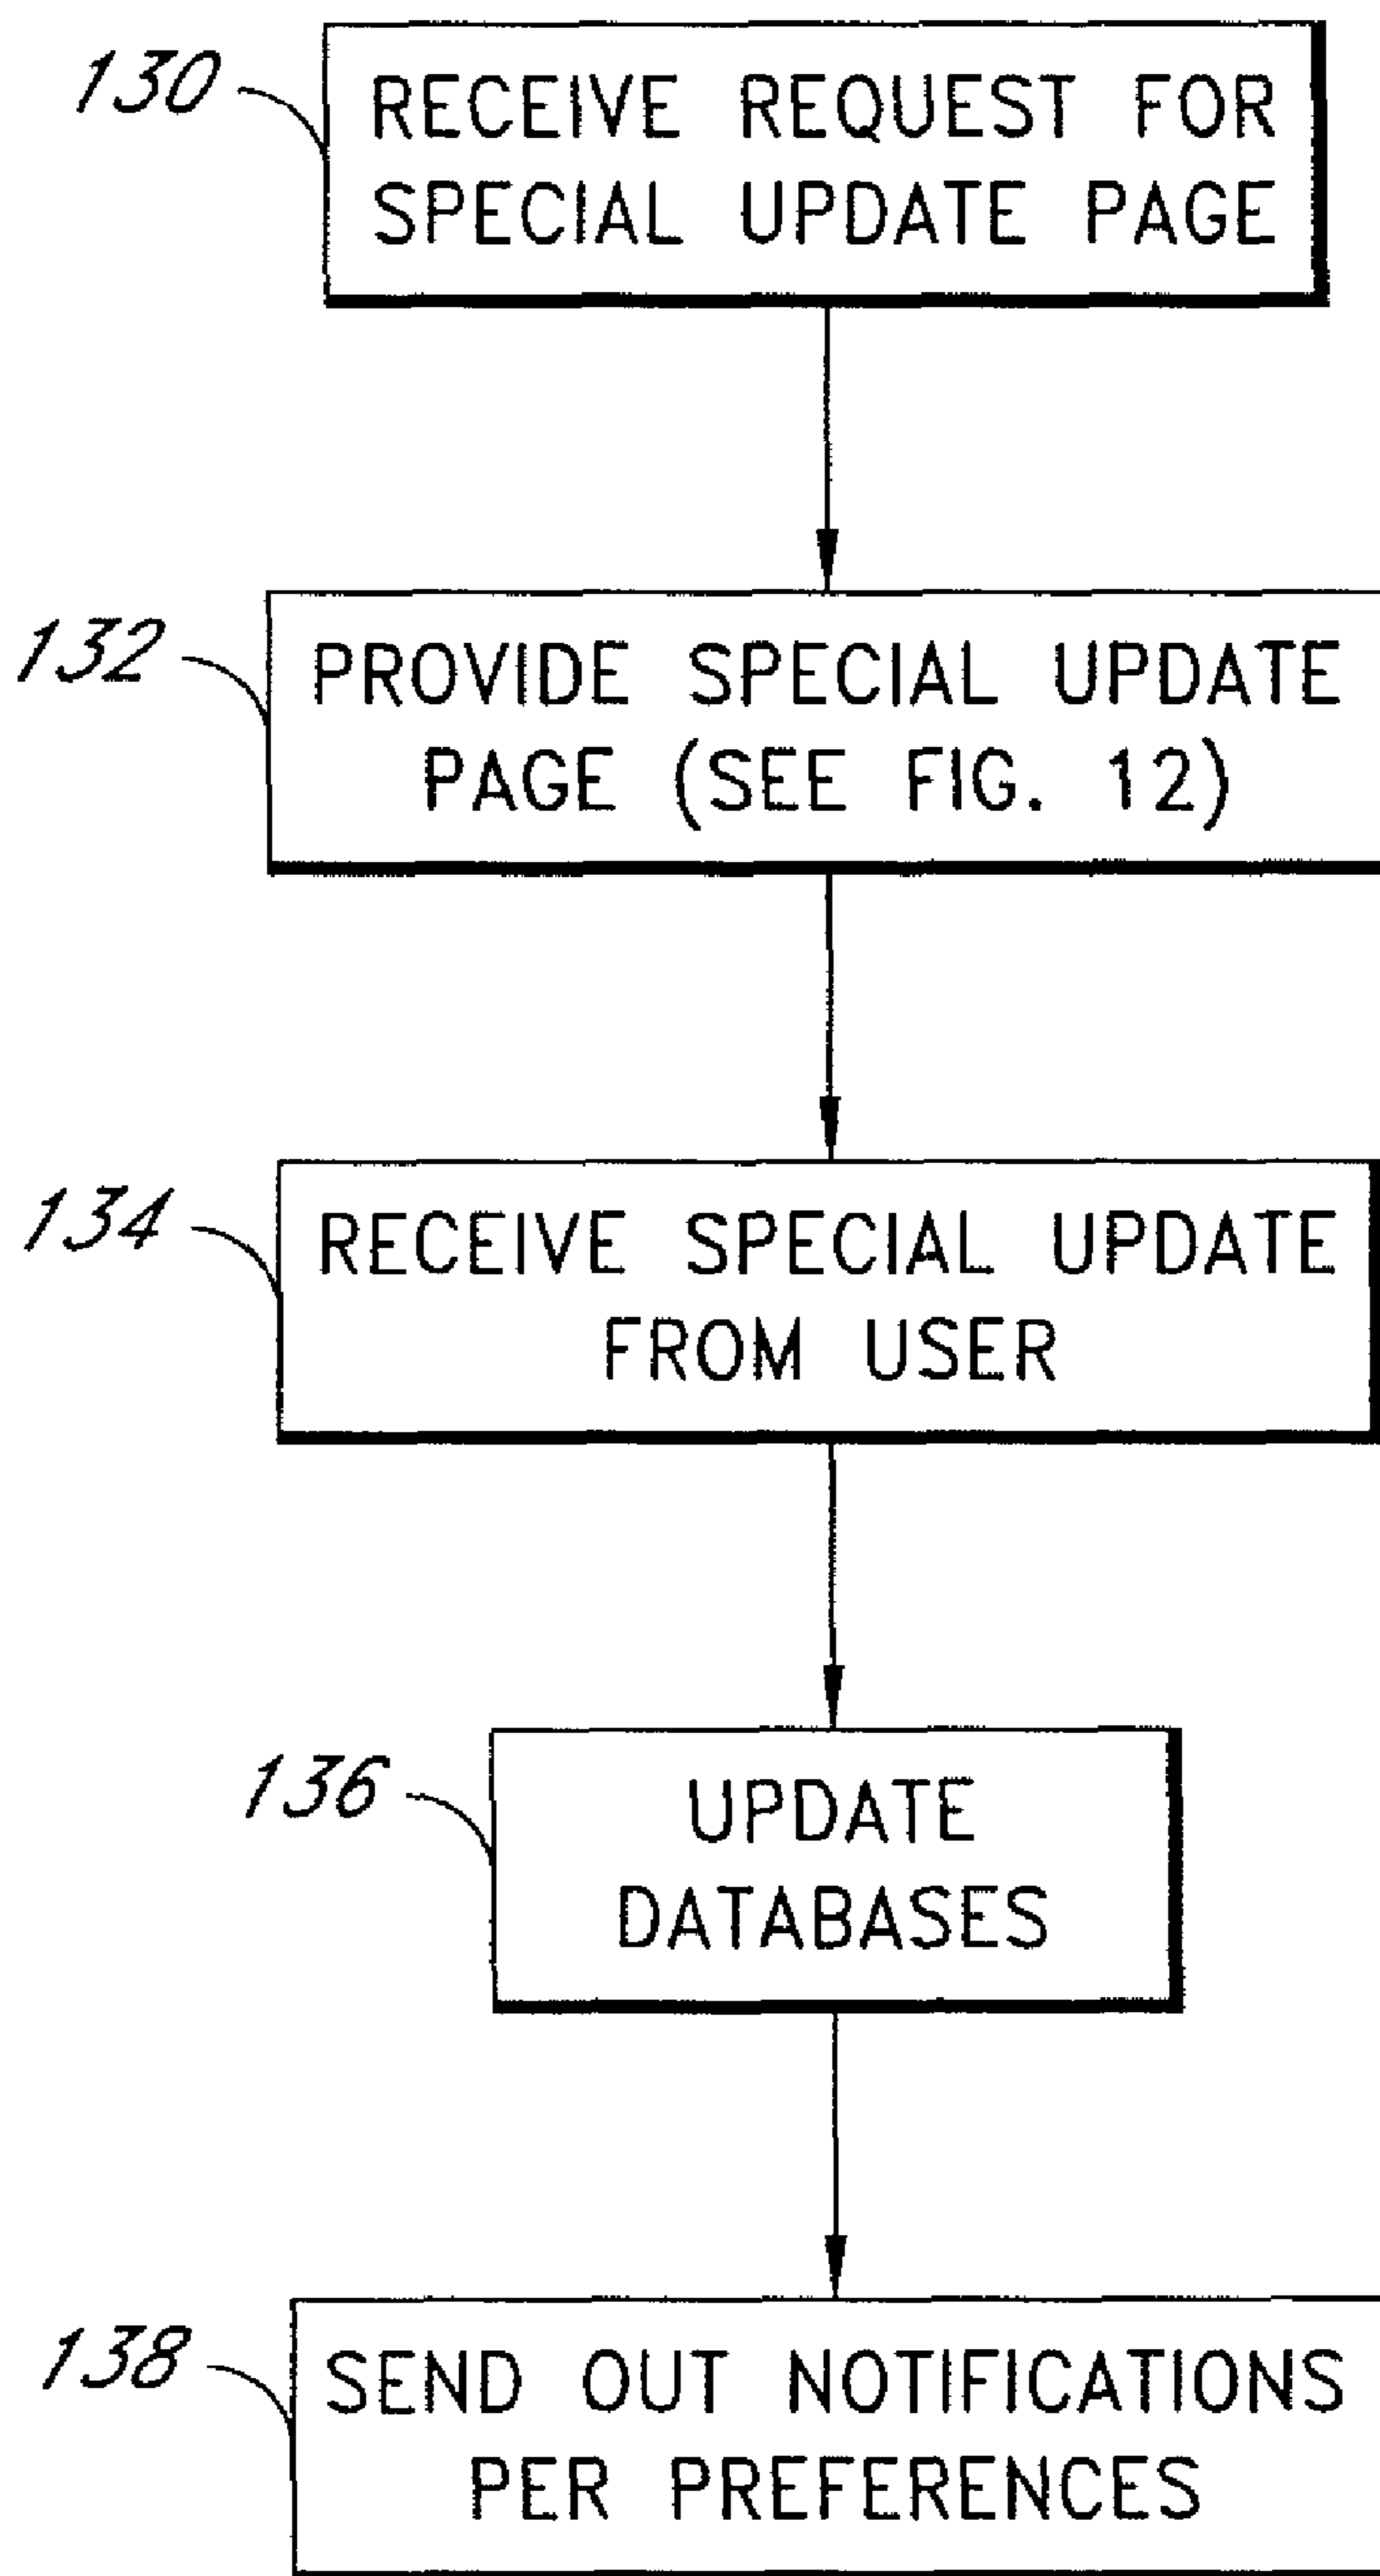 130
RECEIVE REQUEST FOR
SPECIAL UPDATE PAGE
132
PROVIDE SPECIAL UPDATE
PAGE (SEE FIG. 12)
134
RECEIVE SPECIAL UPDATE
FROM USER
136
UPDATE
DATABASES
138
SEND OUT NOTIFICATIONS
PER PREFERENCES